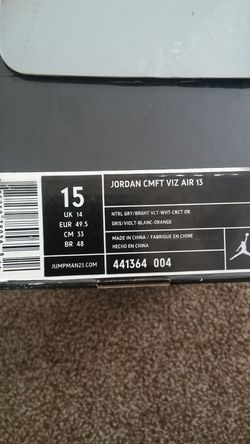 JORDAN CMFT VIZ AIR 13
15
UK 14
EUR 49.5
CM 33
BR 48
NTRL GRY/BRGHT VLT-WHT-CRCT OR
GRIS/VIOLT-BLANC-ORANGE
MADE IN CHINA / FABRIQUE EN CHINE
HECHO EN CHINA
JUMPMAN23.COM
441364 004